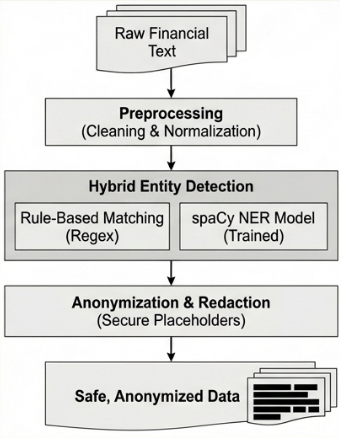 Raw Financial
Text
Preprocessing
(Cleaning & Normalization)
Hybrid Entity Detection
Rule-Based Matching
(Regex)
spaCy NER Model
(Trained)
Anonymization & Redaction
(Secure Placeholders)
Safe, Anonymized Data